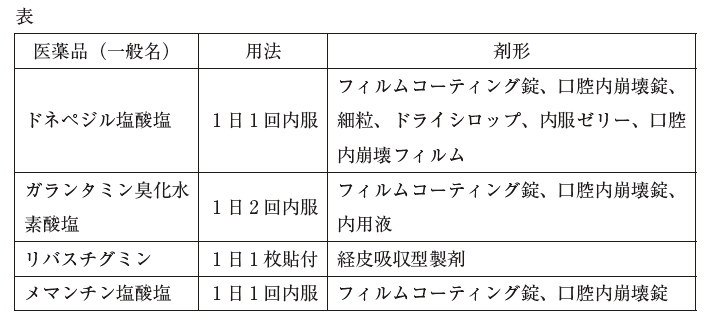 表
医薬品（一般名） 用法 剤形
ドネペジル塩酸塩 １日１回内服 フィルムコーティング錠、口腔内崩壊錠、
細粒、ドライシロップ、内服ゼリー、口腔
内崩壊フィルム
ガランタミン臭化水
素酸塩 １日２回内服 フィルムコーティング錠、口腔内崩壊錠、
内用液
リバスチグミン １日１枚貼付 経皮吸収型製剤
メマンチン塩酸塩 １日１回内服 フィルムコーティング錠、口腔内崩壊錠